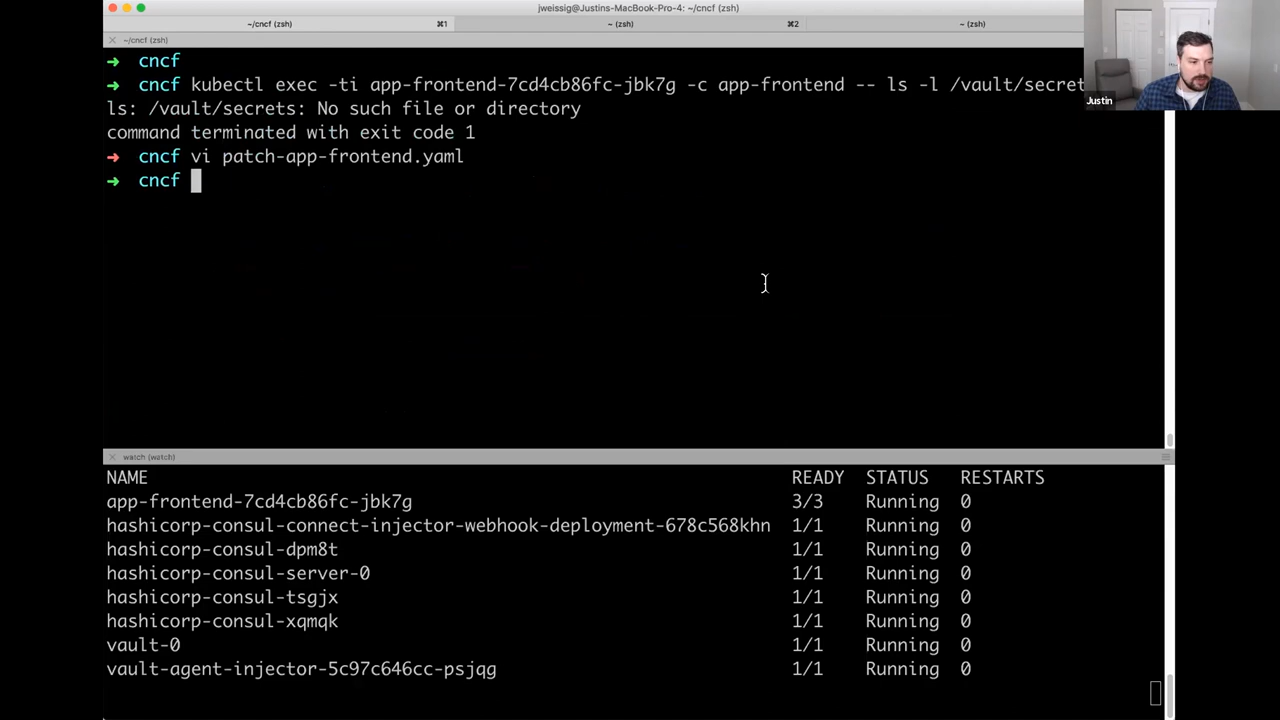 jweissig@Justins-MacBook-Pro-4: ~/cncf (zsh)
~/cncf (zsh) ⌘1 ~ (zsh) ⌘2 ~ (zsh)
~/cncf (zsh)
➜ cncf
➜ cncf kubectl exec -ti app-frontend-7cd4cb86fc-jbk7g -c app-frontend -- ls -l /vault/secret
ls: /vault/secrets: No such file or directory
command terminated with exit code 1
➜ cncf vi patch-app-frontend.yaml
➜ cncf
Justin
watch (watch)
NAME READY STATUS RESTARTS
app-frontend-7cd4cb86fc-jbk7g 3/3 Running 0
hashicorp-consul-connect-injector-webhook-deployment-678c568khn 1/1 Running 0
hashicorp-consul-dpm8t 1/1 Running 0
hashicorp-consul-server-0 1/1 Running 0
hashicorp-consul-tsgjx 1/1 Running 0
hashicorp-consul-xqmqk 1/1 Running 0
vault-0 1/1 Running 0
vault-agent-injector-5c97c646cc-psjqg 1/1 Running 0